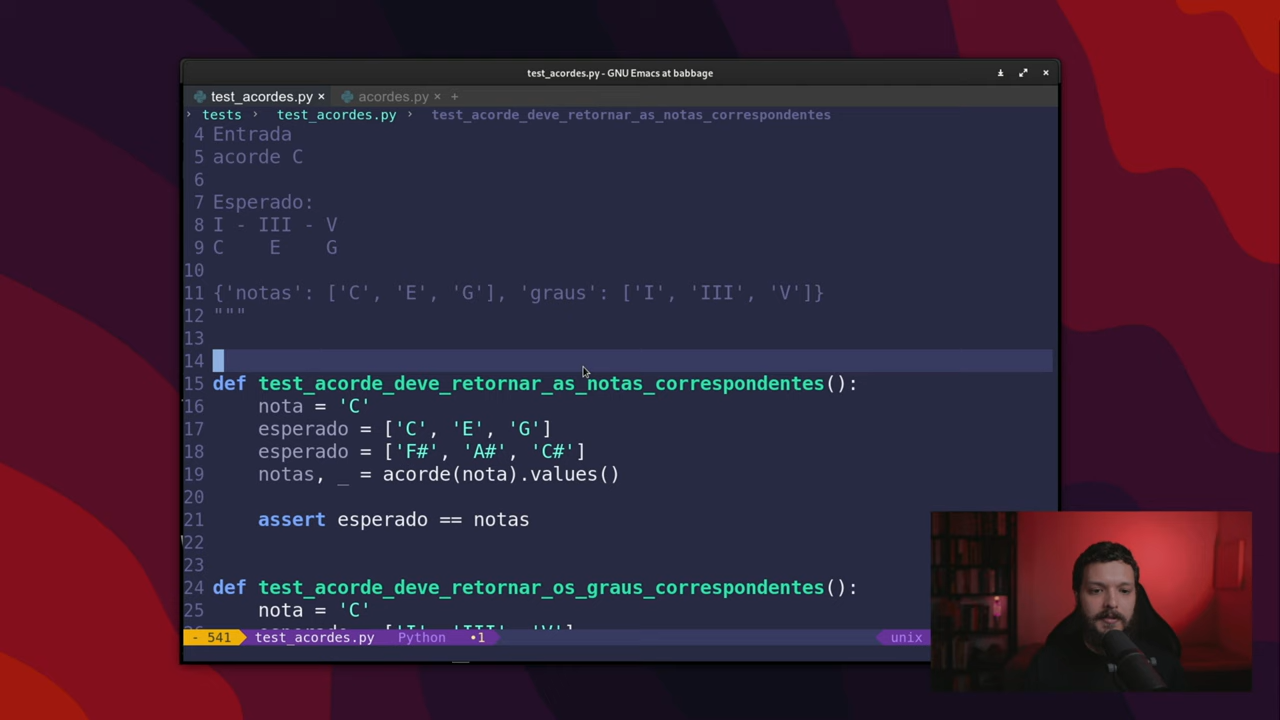 test_acordes.py - GNU Emacs at babbage
test_acordes.py × acordes.py × +
› tests › test_acordes.py › test_acorde_deve_retornar_as_notas_correspondentes
4 Entrada
5 acorde C
6
7 Esperado:
8 I - III - V
9 C E G
10
11 {'notas': ['C', 'E', 'G'], 'graus': ['I', 'III', 'V']}
12 """
13
14
15 def test_acorde_deve_retornar_as_notas_correspondentes():
16 nota = 'C'
17 esperado = ['C', 'E', 'G']
18 esperado = ['F#', 'A#', 'C#']
19 notas, _ = acorde(nota).values()
20
21 assert esperado == notas
22
23
24 def test_acorde_deve_retornar_os_graus_correspondentes():
25 nota = 'C'
- 541 test_acordes.py Python •1 unix